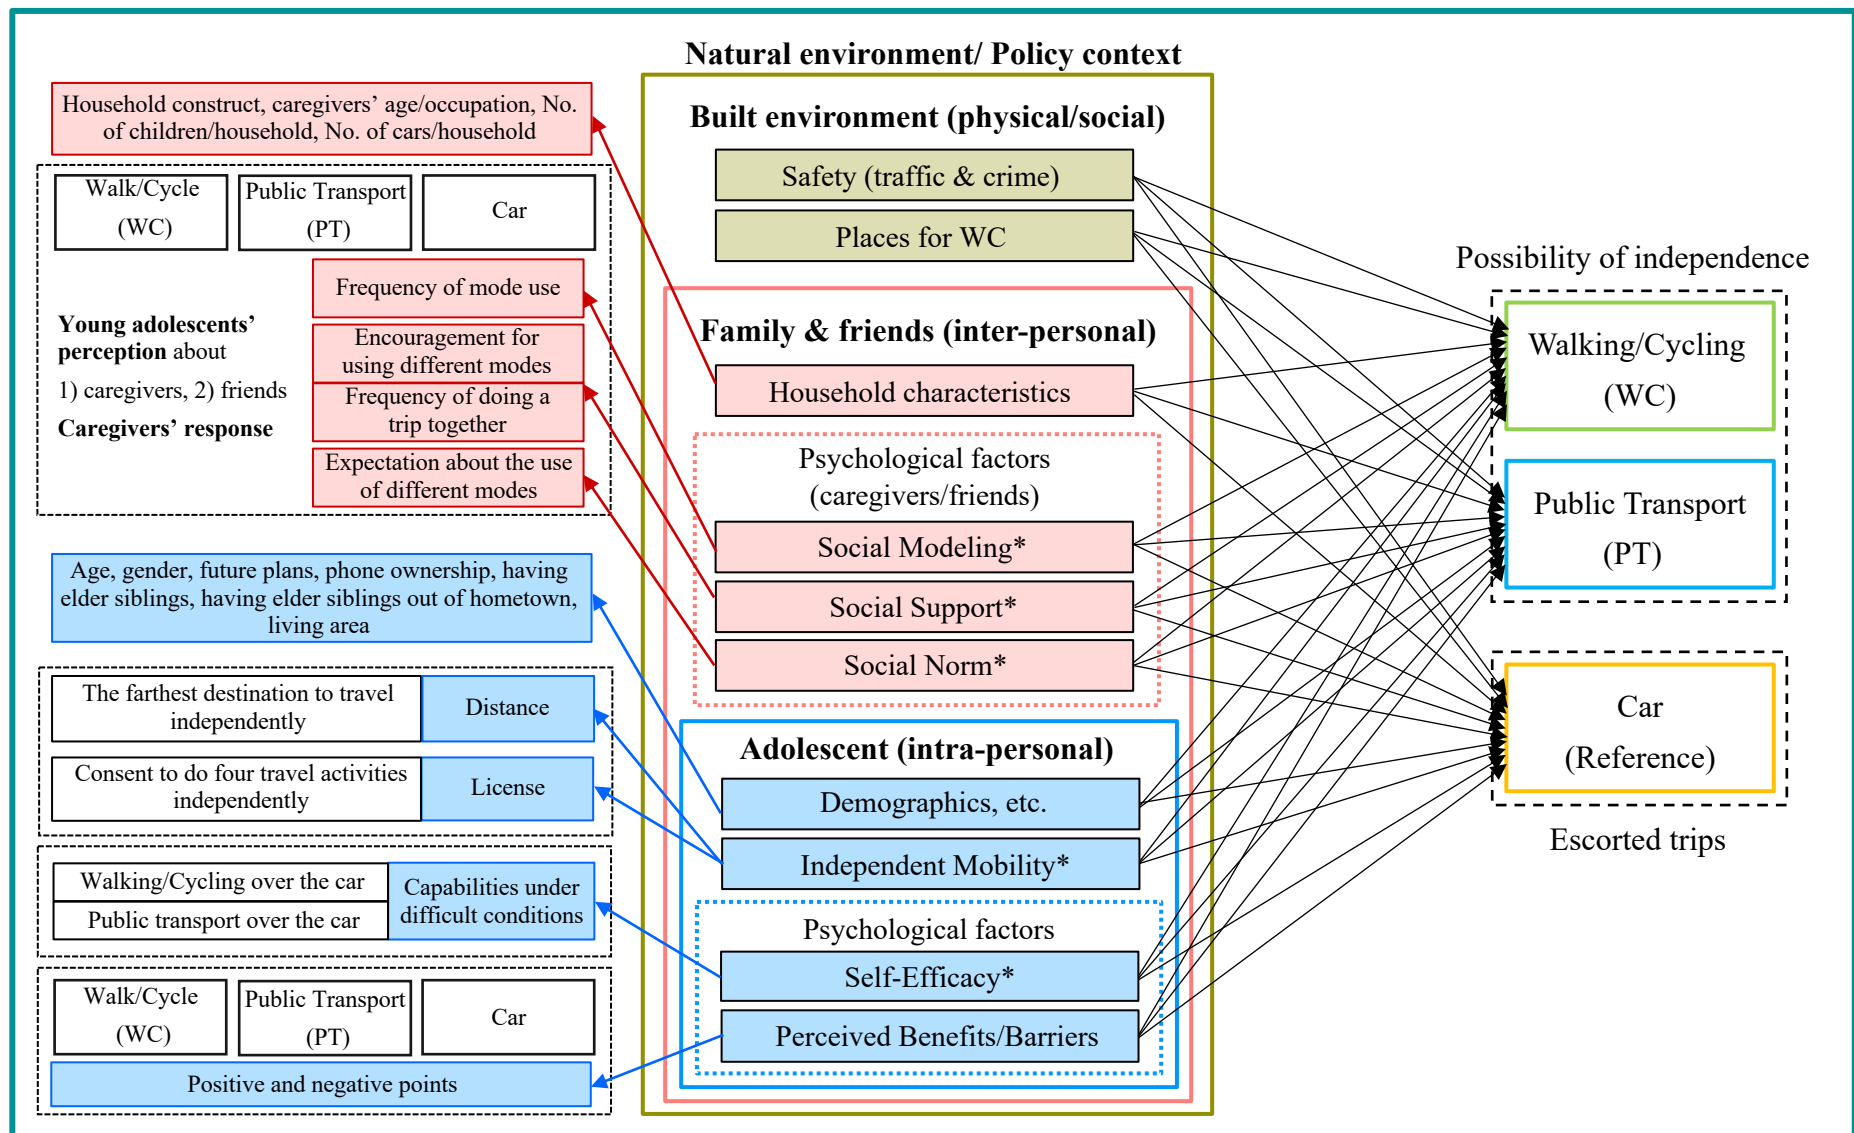 Natural environment/ Policy context
Household construct, caregivers’ age/occupation, No.
of children/household, No. of cars/household
Walk/Cycle
(WC)
Public Transport
(PT)
Car
Frequency of mode use
Encouragement for
using different modes
Frequency of doing a
trip together
Expectation about the use
of different modes
Young adolescents’
perception about
1) caregivers, 2) friends
Caregivers’ response
Age, gender, future plans, phone ownership, having
elder siblings, having elder siblings out of hometown,
living area
The farthest destination to travel
independently
Distance
Consent to do four travel activities
independently
License
Walking/Cycling over the car
Public transport over the car
Capabilities under
difficult conditions
Walk/Cycle
(WC)
Public Transport
(PT)
Car
Positive and negative points
Built environment (physical/social)
Safety (traffic & crime)
Places for WC
Family & friends (inter-personal)
Household characteristics
Psychological factors
(caregivers/friends)
Social Modeling*
Social Support*
Social Norm*
Adolescent (intra-personal)
Demographics, etc.
Independent Mobility*
Psychological factors
Self-Efficacy*
Perceived Benefits/Barriers
Possibility of independence
Walking/Cycling
(WC)
Public Transport
(PT)
Car
(Reference)
Escorted trips